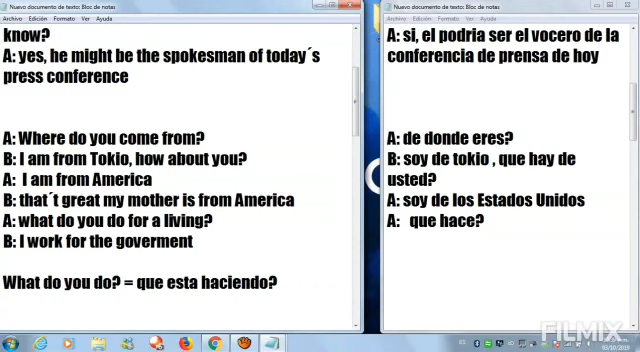 Nuevo documento de texto: Bloc de notas
Archivo Edición Formato Ver Ayuda
know?
A: yes, he might be the spokesman of today´s
press conference
A: Where do you come from?
B: I am from Tokio, how about you?
A: I am from America
B: that´t great my mother is from America
A: what do you do for a living?
B: I work for the goverment
What do you do? = que esta haciendo?
Nuevo documento de texto: Bloc de notas
Archivo Edición Formato Ver Ayuda
A: si, el podria ser el vocero de la
conferencia de prensa de hoy
A: de donde eres?
B: soy de tokio , que hay de
usted?
A: soy de los Estados Unidos
A: que hace?
ES
03/09/2019
FILMIX